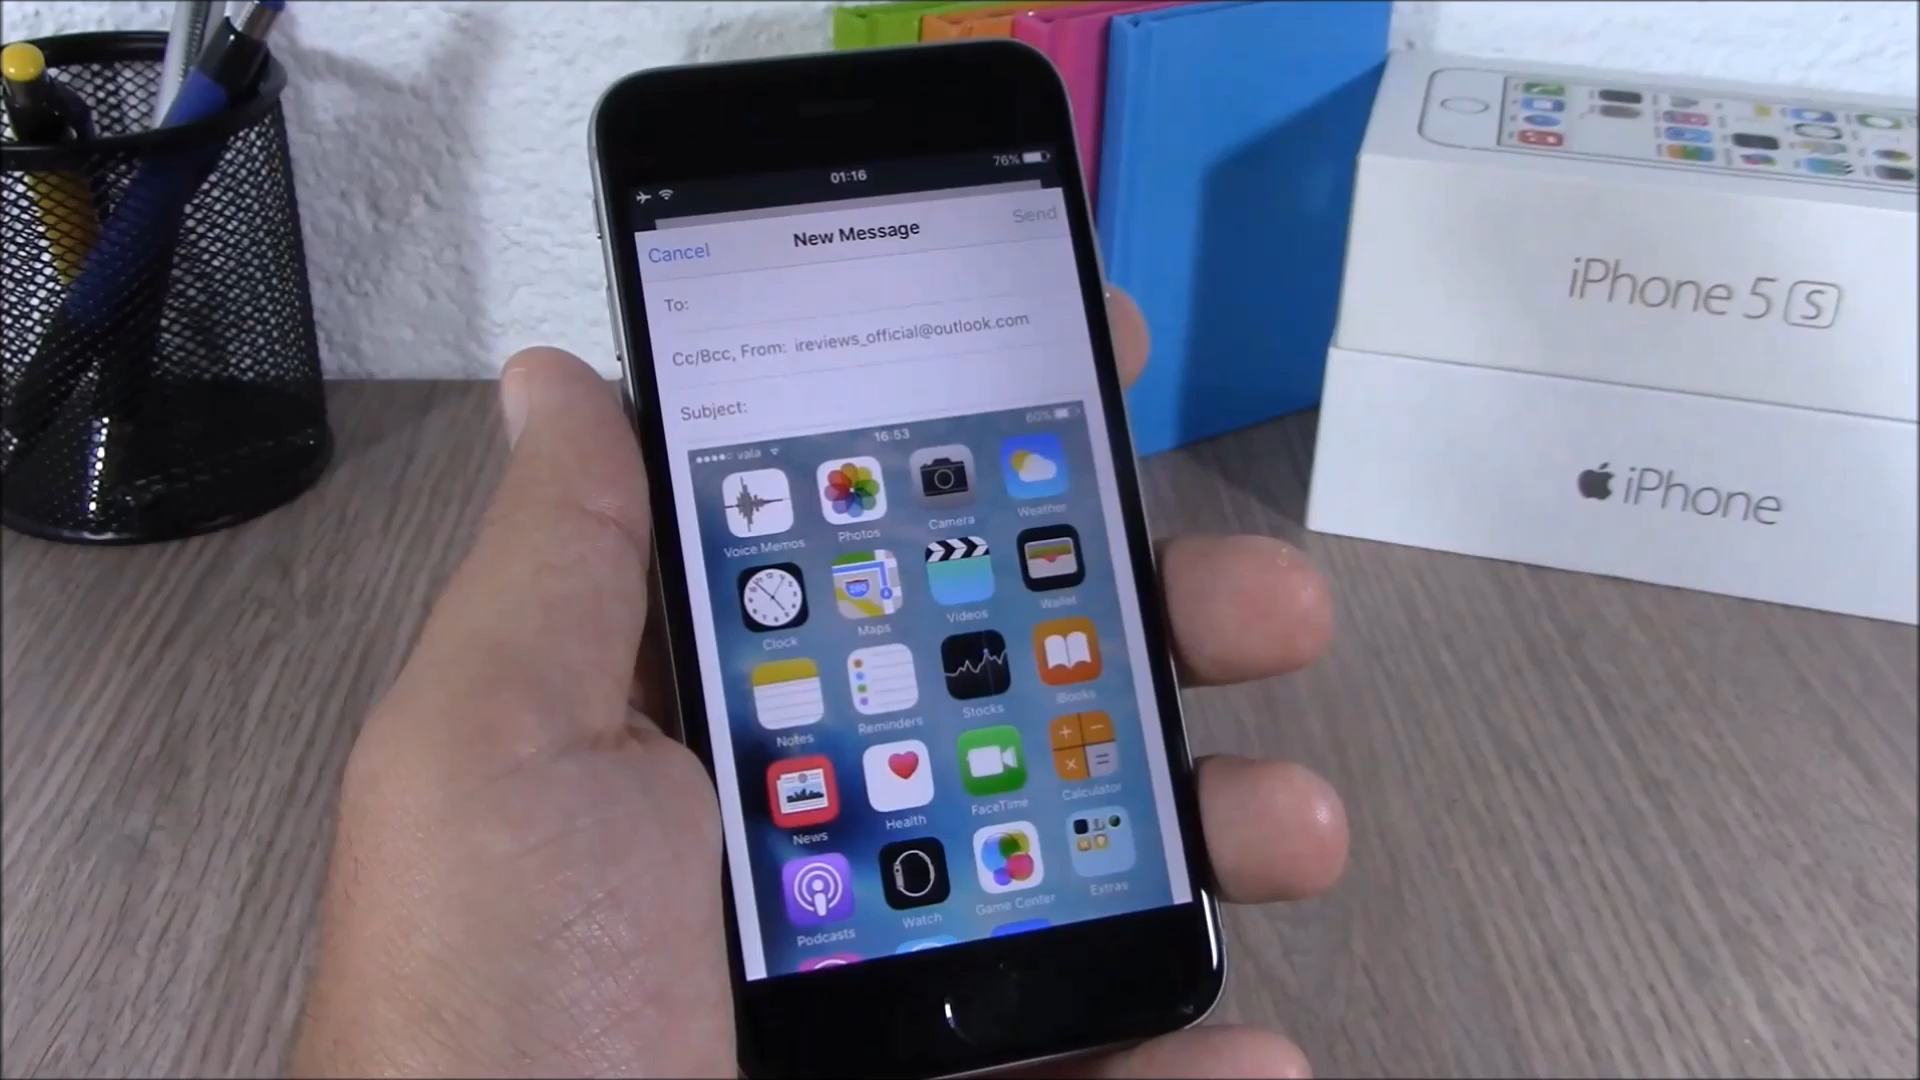 01:16
76%
Cancel
New Message
Send
To:
Cc/Bcc, From: ireviews_official@outlook.com
Subject:
vala
16:53
60%
Voice Memos
Photos
Camera
Weather
Clock
Maps
Videos
Wallet
Notes
Reminders
Stocks
iBooks
News
Health
FaceTime
Calculator
Podcasts
Watch
Game Center
Extras
iPhone 5 S
iPhone